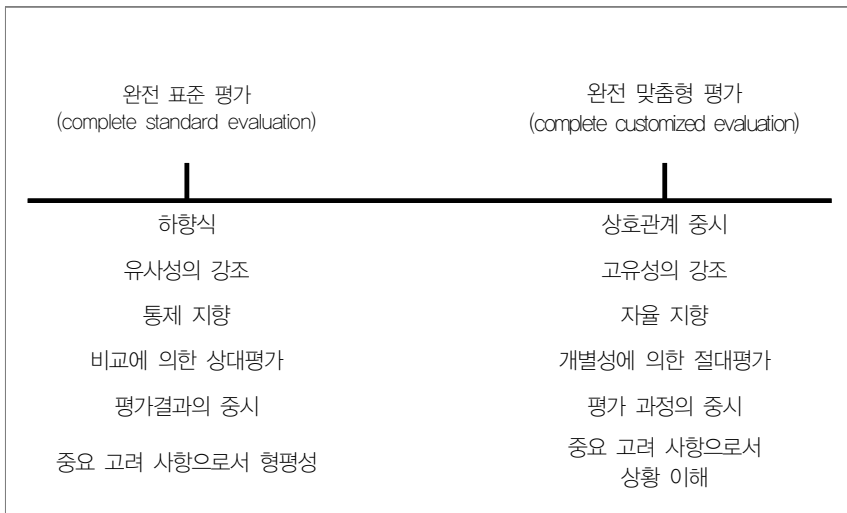 완전 표준 평가
(complete standard evaluation)
완전 맞춤형 평가
(complete customized evaluation)
하향식
상호관계 중시
유사성의 강조
고유성의 강조
통제 지향
자율 지향
비교에 의한 상대평가
개별성에 의한 절대평가
평가결과의 중시
평가 과정의 중시
중요 고려 사항으로서 형평성
중요 고려 사항으로서
상황 이해